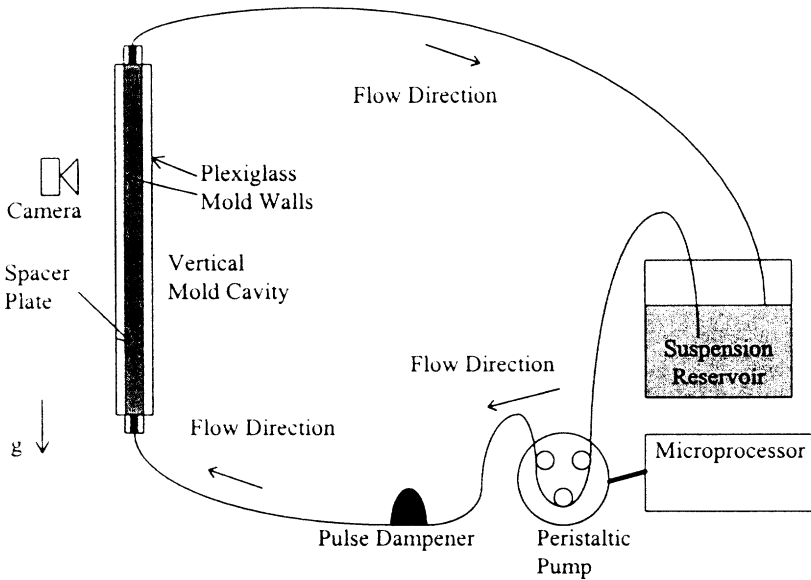 Flow Direction
Plexiglass
Mold Walls
Camera
Vertical
Mold Cavity
Spacer
Plate
Suspension
Reservoir
Flow Direction
g
Flow Direction
Microprocessor
Pulse Dampener
Peristaltic
Pump